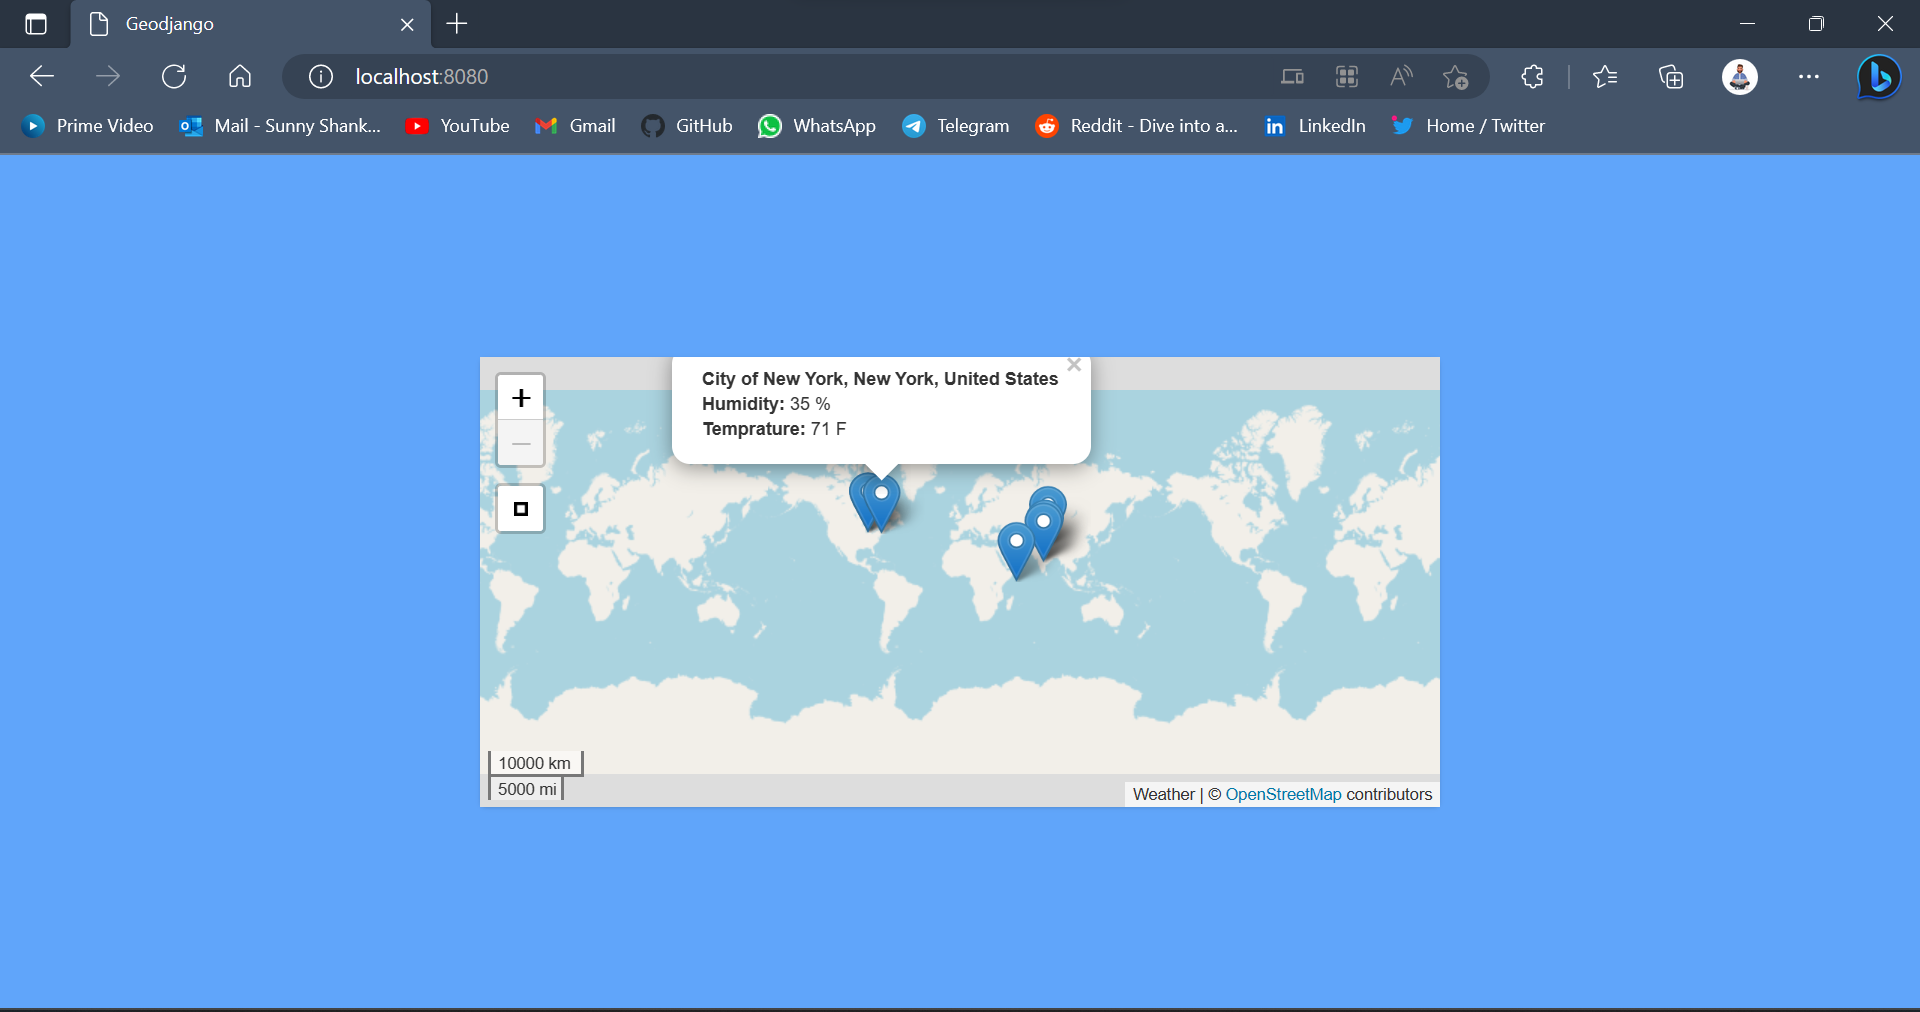 Geodjango
localhost:8080
Prime Video Mail - Sunny Shank... YouTube Gmail GitHub WhatsApp Telegram Reddit - Dive into a... LinkedIn Home / Twitter
City of New York, New York, United States
Humidity: 35 %
Temprature: 71 F
10000 km
5000 mi
Weather | © OpenStreetMap contributors